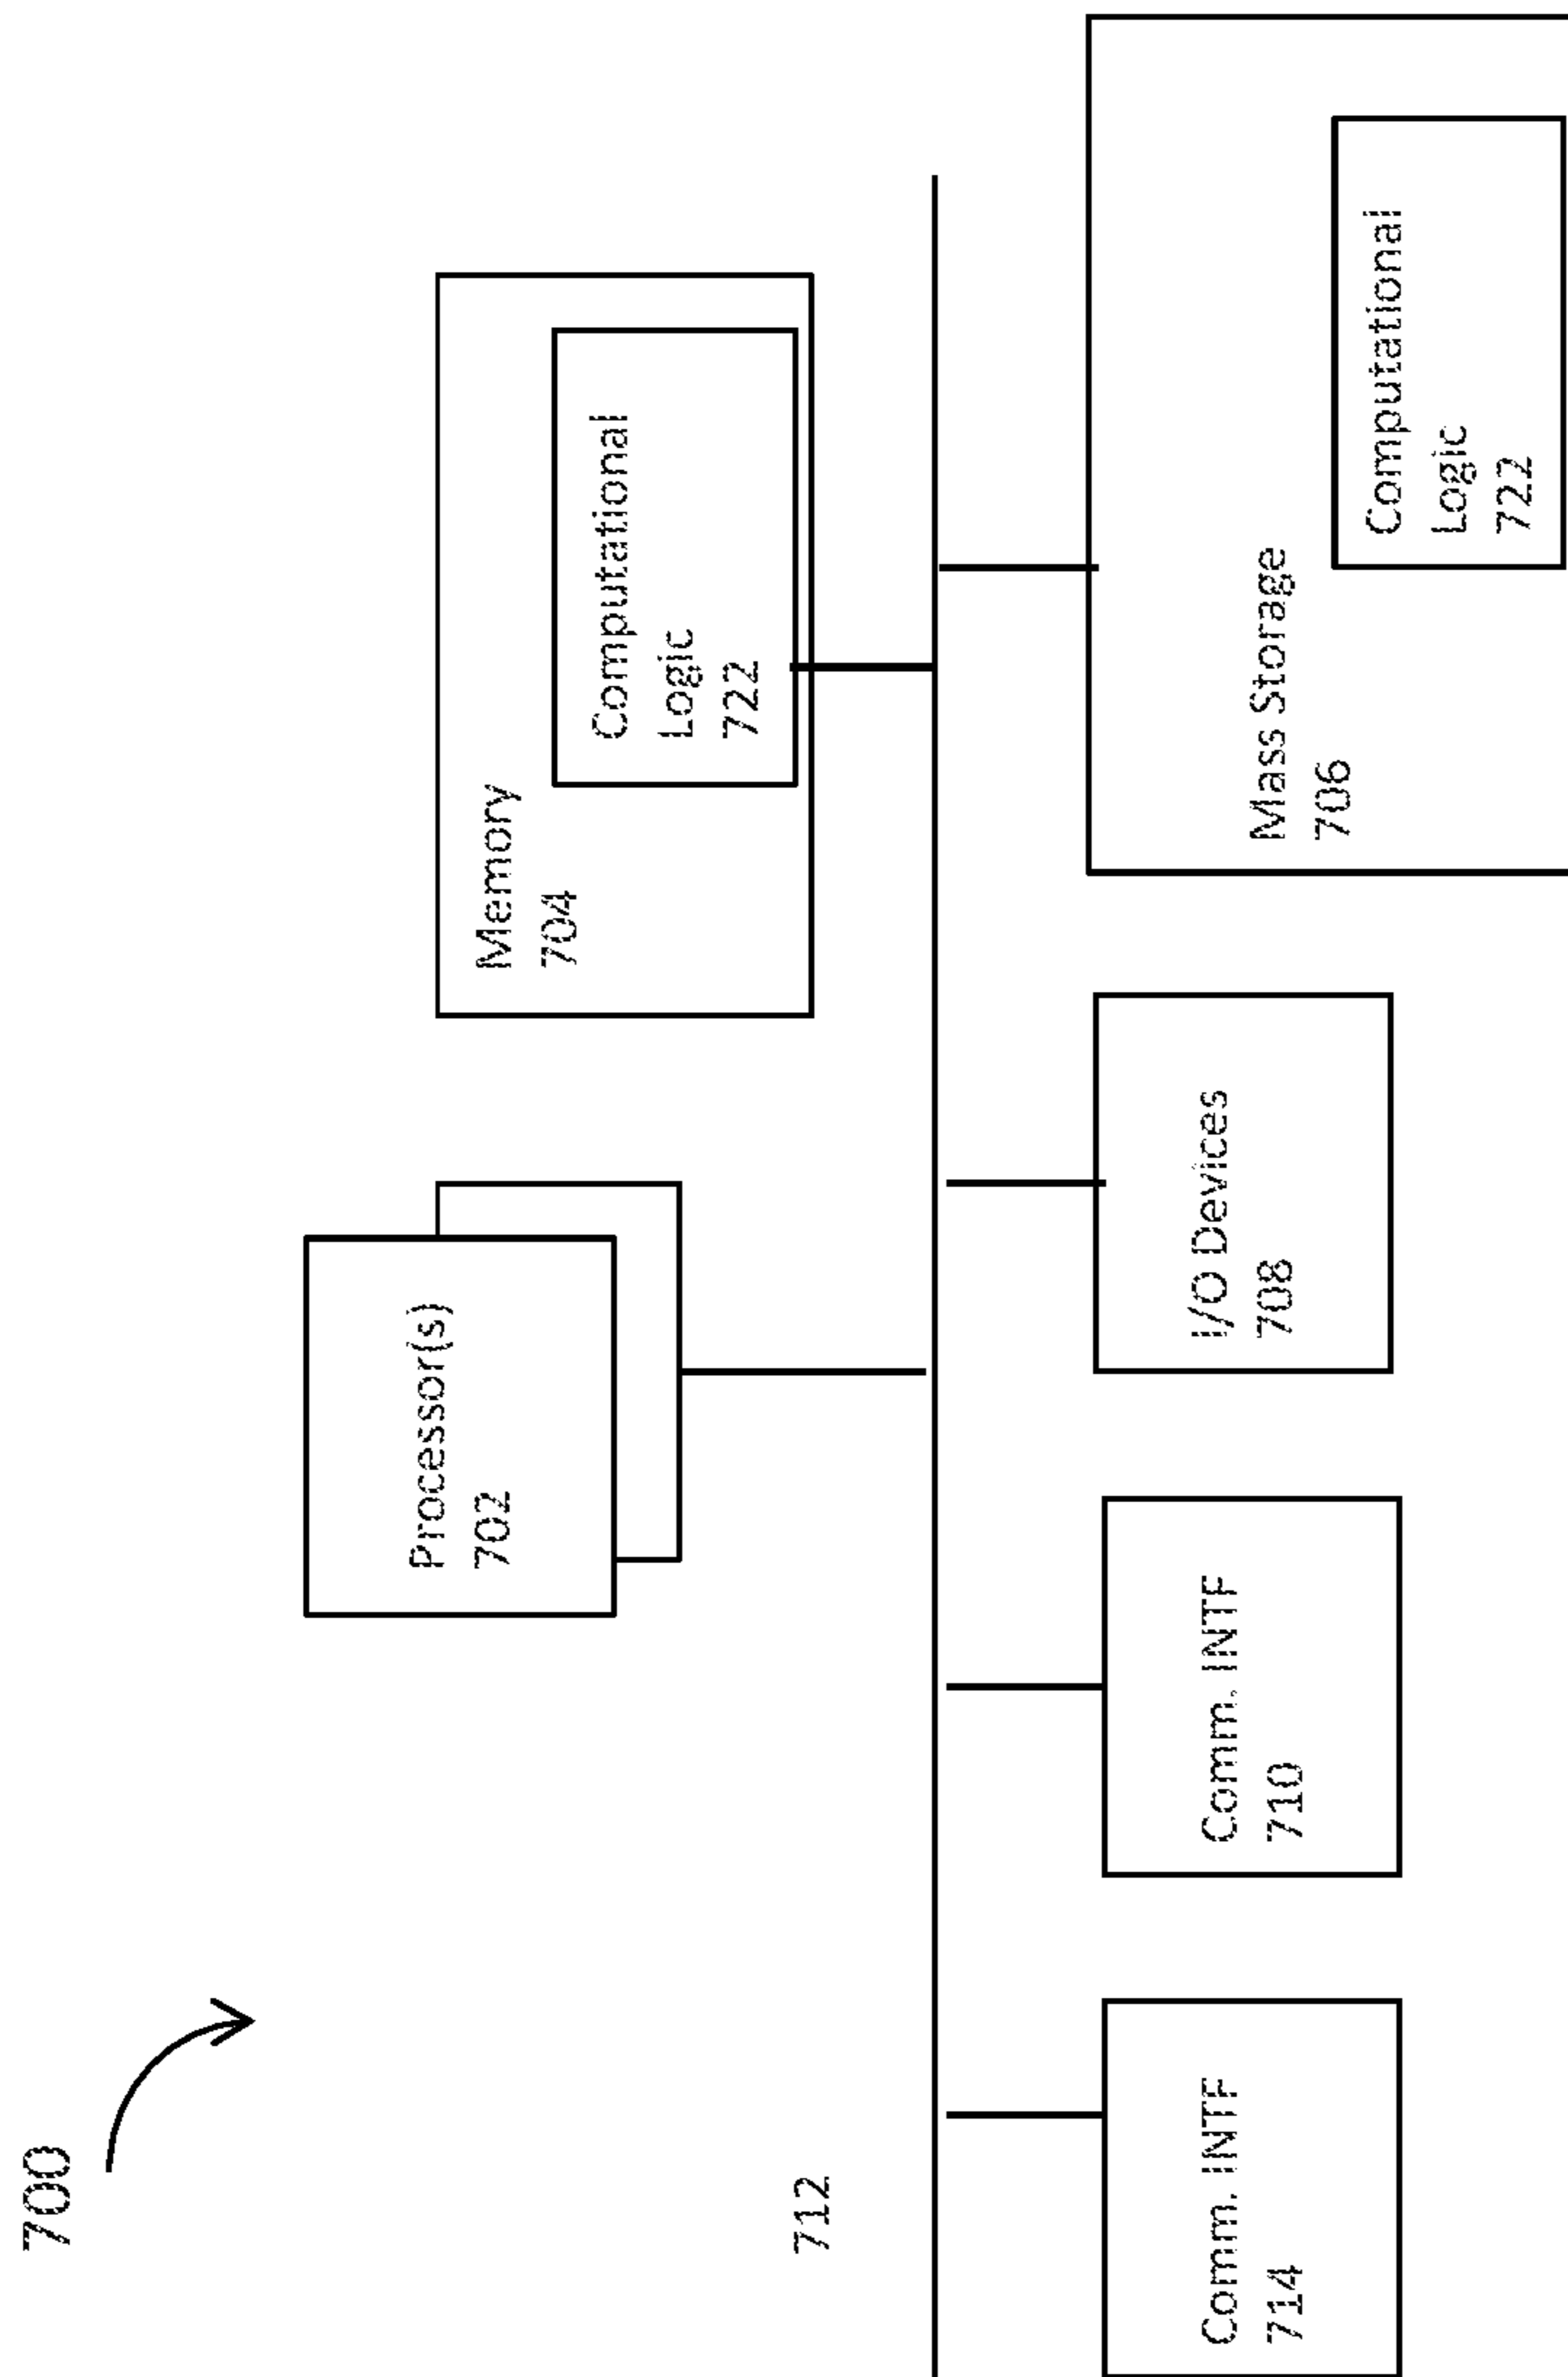 700
Processor(s)
702
Memory
704
Computational
Logic
722
712
Comm. INTF
714
Comm. INTF
710
I/O Devices
708
Mass Storage
706
Computational
Logic
722